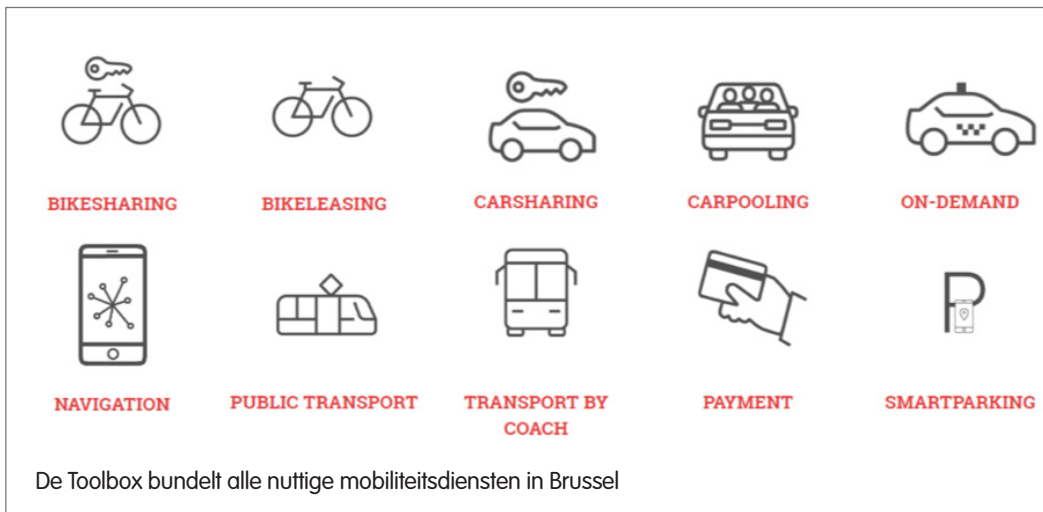 BIKESHARING
BIKELEASING
CARSHARING
CARPOOLING
ON-DEMAND
NAVIGATION
PUBLIC TRANSPORT
TRANSPORT BY
COACH
PAYMENT
SMARTPARKING
De Toolbox bundelt alle nuttige mobiliteitsdiensten in Brussel